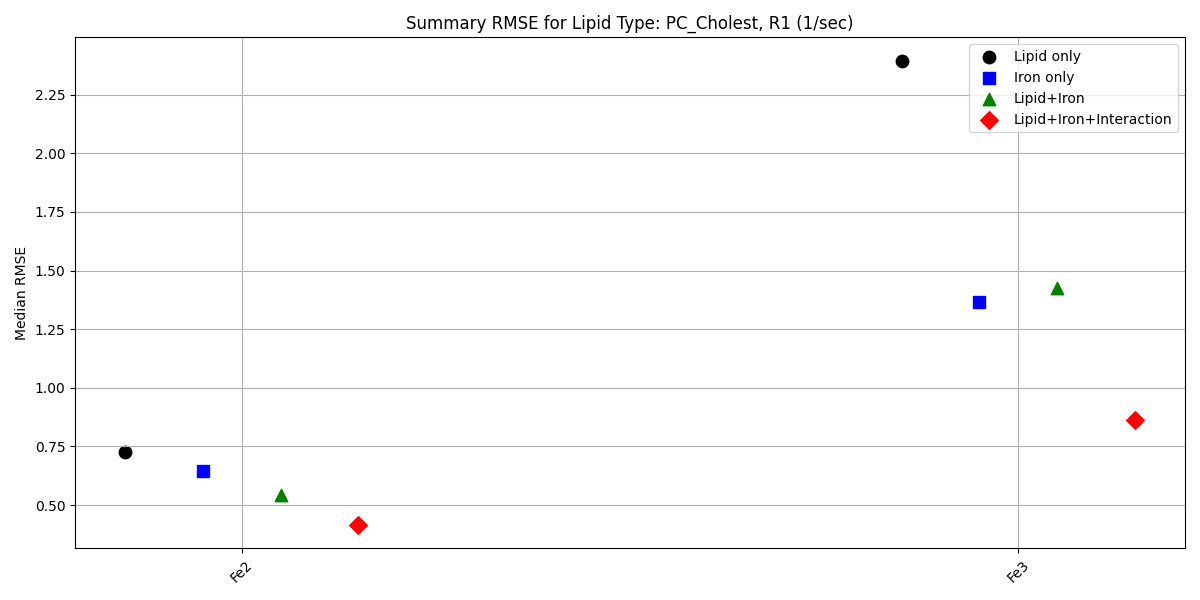 Summary RMSE for Lipid Type: PC_Cholest, R1 (1/sec)
Lipid only
Iron only
Lipid+Iron
Lipid+Iron+Interaction
Median RMSE
2.25
2.00
1.75
1.50
1.25
1.00
0.75
0.50
Fe2
Fe3